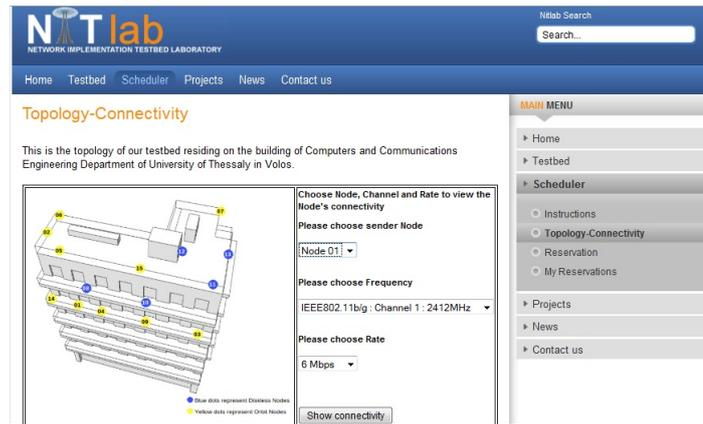 NITlab
NETWORK IMPLEMENTATION TESTBED LABORATORY
Nitlab Search
Search...
Home Testbed Scheduler Projects News Contact us
Topology-Connectivity
This is the topology of our testbed residing on the building of Computers and Communications
Engineering Department of University of Thessaly in Volos.
07
06
02
12
05
13
15
11
08
14
10
01
04
09
03
Blue dots represent Diskless Nodes
Yellow dots represent Orbit Nodes
Choose Node, Channel and Rate to view the
Node's connectivity
Please choose sender Node
Node 01
Please choose Frequency
IEEE802.11b/g : Channel 1 : 2412MHz
Please choose Rate
6 Mbps
Show connectivity
MAIN MENU
Home
Testbed
Scheduler
Instructions
Topology-Connectivity
Reservation
My Reservations
Projects
News
Contact us